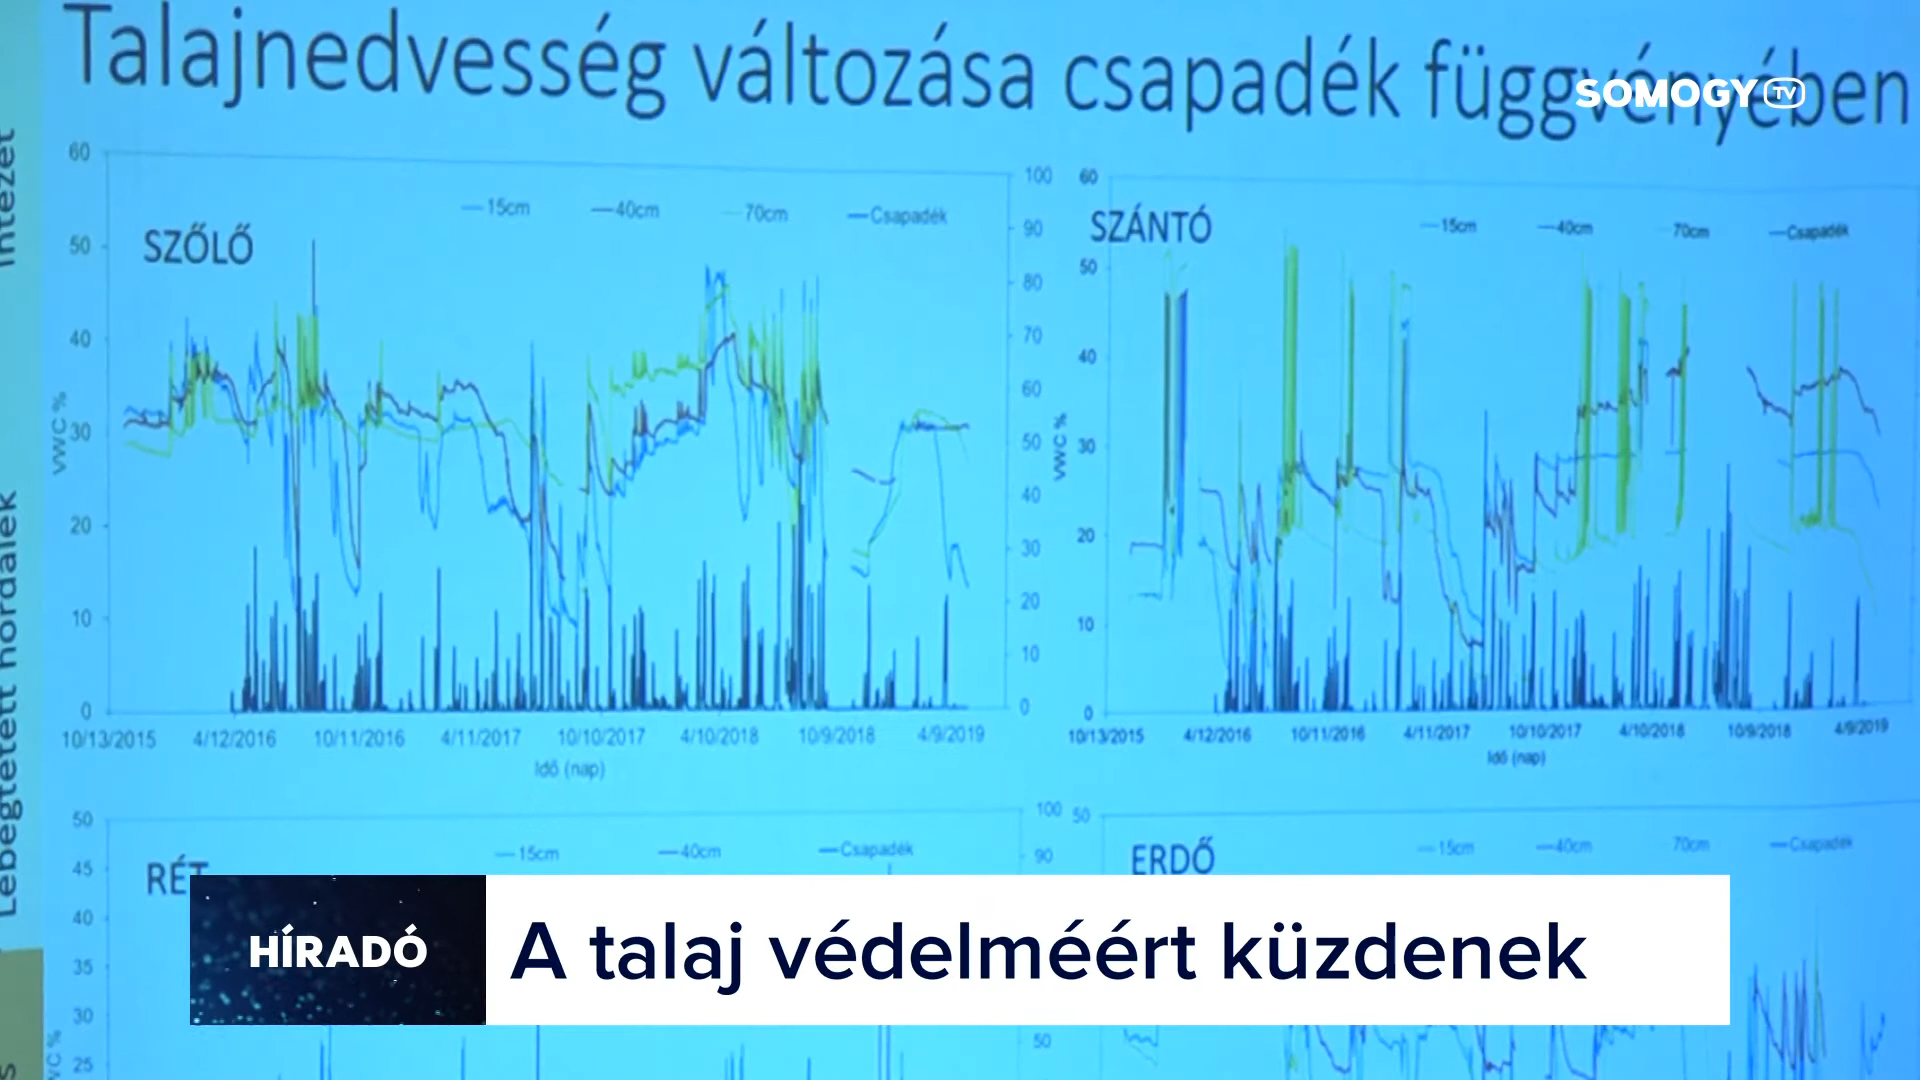 Talajnedvesség változása csapadék függvényében
SOMOGY TV
Intézet
Lebegtetett hordalék
SZŐLŐ
15cm 40cm 70cm Csapadék
60
50
40
30
20
10
0
VWC %
100
90
80
70
60
50
40
30
20
10
0
10/13/2015 4/12/2016 10/11/2016 4/11/2017 10/10/2017 4/10/2018 10/9/2018 4/9/2019
Idő (nap)
SZÁNTÓ
15cm 40cm 70cm Csapadék
60
50
40
30
20
10
0
VWC %
10/13/2015 4/12/2016 10/11/2016 4/11/2017 10/10/2017 4/10/2018 10/9/2018 4/9/2019
Idő (nap)
RÉT
15cm 40cm Csapadék
50
45
40
35
30
25
100
90
50
ERDŐ
15cm 40cm 70cm Csapadék
50
HÍRADÓ
A talaj védelméért küzdenek